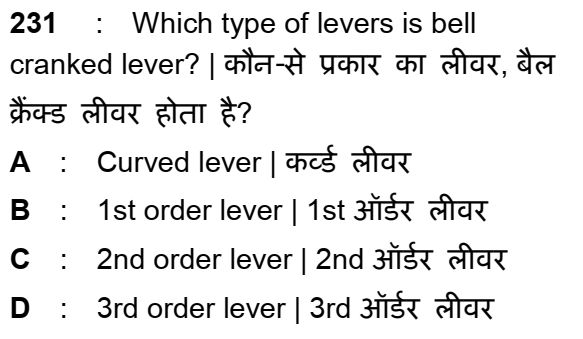 231 : Which type of levers is bell
cranked lever? | कौन-से प्रकार का लीवर, बैल
क्रैंक्ड लीवर होता है?
A : Curved lever | कर्व्ड लीवर
B : 1st order lever | 1st ऑर्डर लीवर
C : 2nd order lever | 2nd ऑर्डर लीवर
D : 3rd order lever | 3rd ऑर्डर लीवर